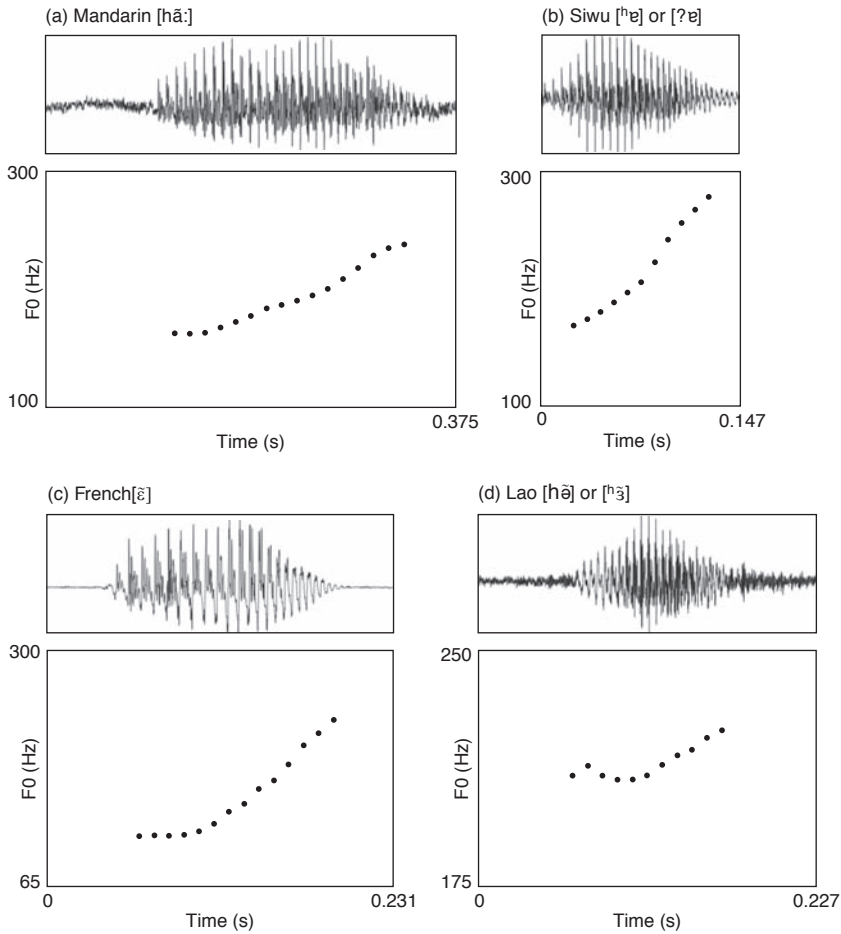 (a) Mandarin [hãː]
300
F0 (Hz)
100
0.375
Time (s)
(b) Siwu [ʰɐ] or [ʔɐ]
300
F0 (Hz)
100
0
0.147
Time (s)
(c) French[ɛ̃]
300
F0 (Hz)
65
0
0.231
Time (s)
(d) Lao [hə̃] or [ʰɜ̃]
250
F0 (Hz)
175
0
0.227
Time (s)